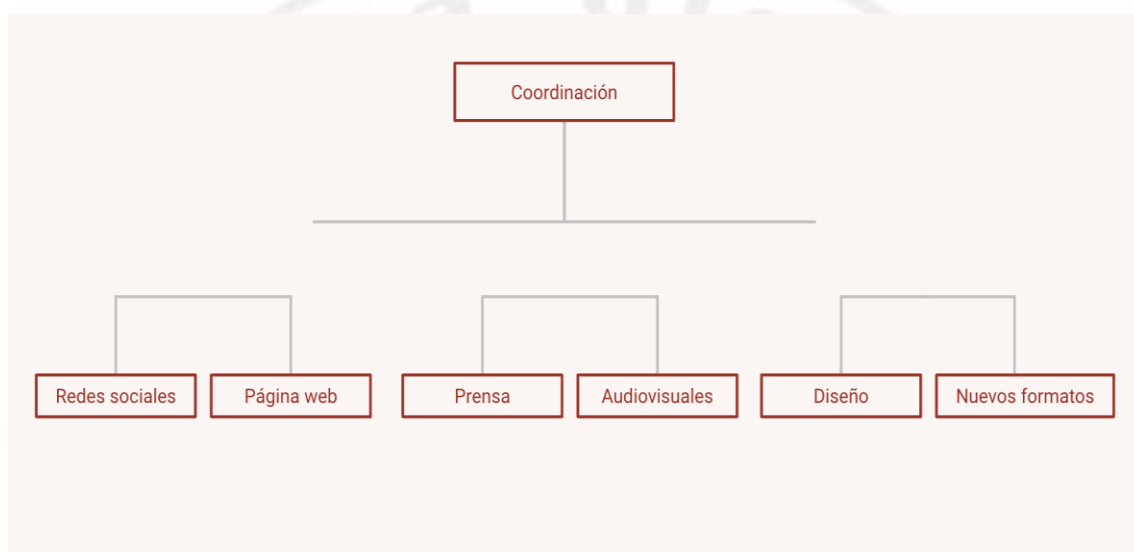 Coordinación
Redes sociales
Página web
Prensa
Audiovisuales
Diseño
Nuevos formatos